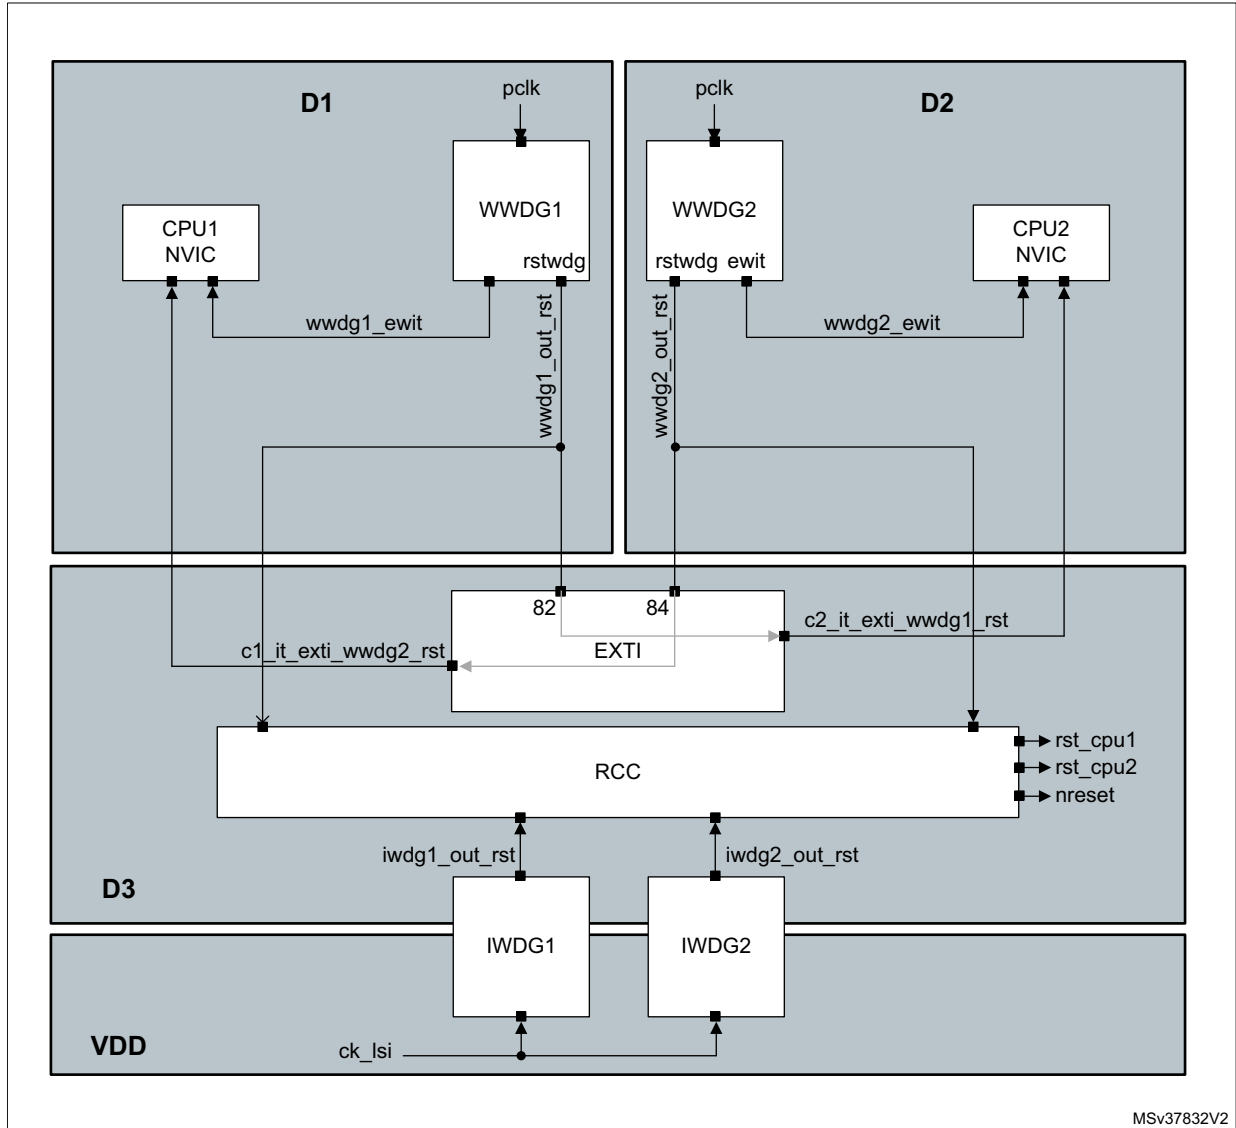 D1
pclk
pclk
D2
WWDG1
WWDG2
CPU1
NVIC
CPU2
NVIC
rstwdg
rstwdg ewit
wwdg1_ewit
wwdg2_ewit
wwdg1_out_rst
wwdg2_out_rst
82
84
c2_it_exti_wwdg1_rst
c1_it_exti_wwdg2_rst
EXTI
rst_cpu1
RCC
rst_cpu2
nreset
iwdg1_out_rst
iwdg2_out_rst
D3
IWDG1
IWDG2
VDD
ck_lsi
MSv37832V2